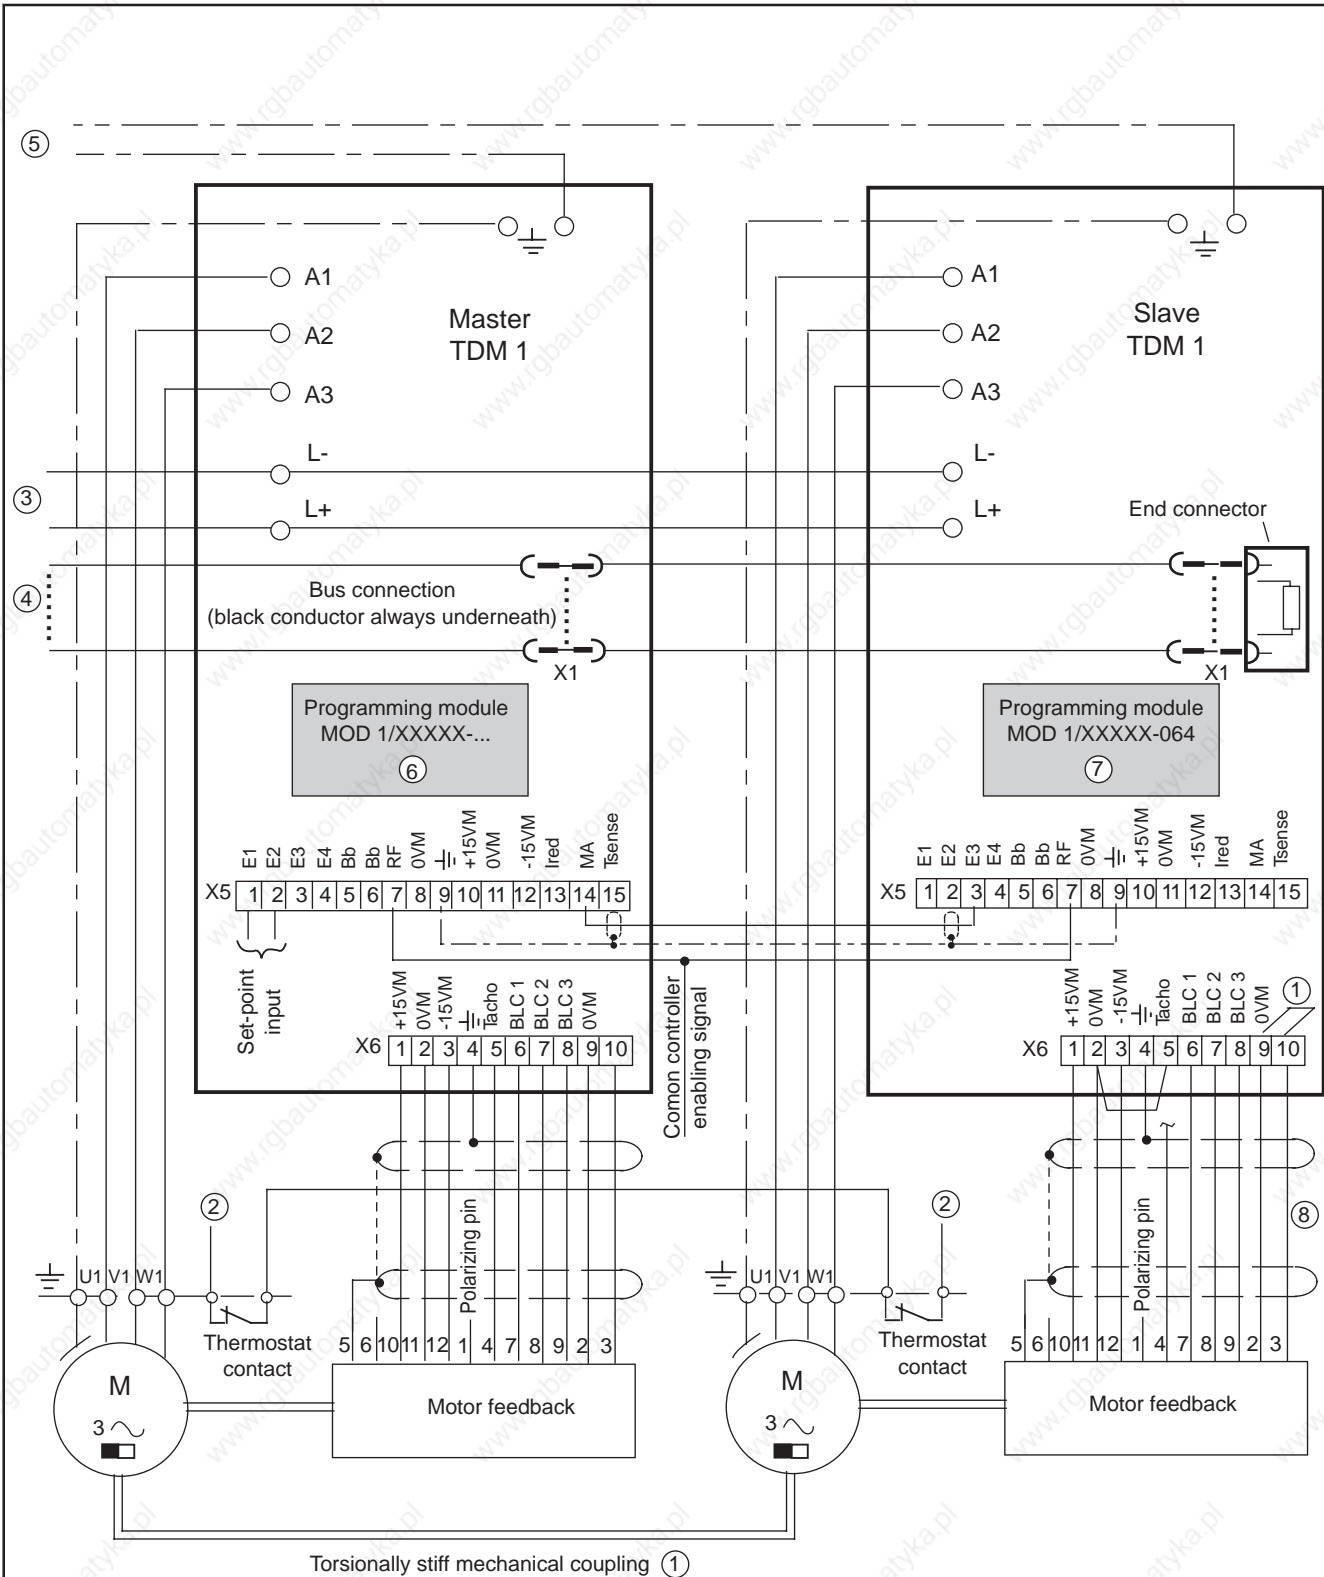 5
A1
A2
A3
Master
TDM 1
L-
L+
A1
A2
A3
Slave
TDM 1
L-
L+
3
4
End connector
Bus connection
(black conductor always underneath)
X1
X1
Programming module
MOD 1/XXXXX-...
6
Programming module
MOD 1/XXXXX-064
7
E1 E2 E3 E4 Bb Bb RF 0VM +15VM 0VM -15VM Ired MA Tsense
X5 1 2 3 4 5 6 7 8 9 10 11 12 13 14 15
E1 E2 E3 E4 Bb Bb RF 0VM +15VM 0VM -15VM Ired MA Tsense
X5 1 2 3 4 5 6 7 8 9 10 11 12 13 14 15
Set-point
input
+15VM 0VM -15VM Tacho BLC 1 BLC 2 BLC 3 0VM
X6 1 2 3 4 5 6 7 8 9 10
Comon controller
enabling signal
+15VM 0VM -15VM Tacho BLC 1 BLC 2 BLC 3 0VM
1
X6 1 2 3 4 5 6 7 8 9 10
2
2
8
Polarizing pin
Polarizing pin
U1 V1 W1
Thermostat
contact
5 6 10 11 12 1 4 7 8 9 2 3
U1 V1 W1
Thermostat
contact
5 6 10 11 12 1 4 7 8 9 2 3
M
3
Motor feedback
M
3
Motor feedback
Torsionally stiff mechanical coupling 1
www.rgbautomatyka.pl